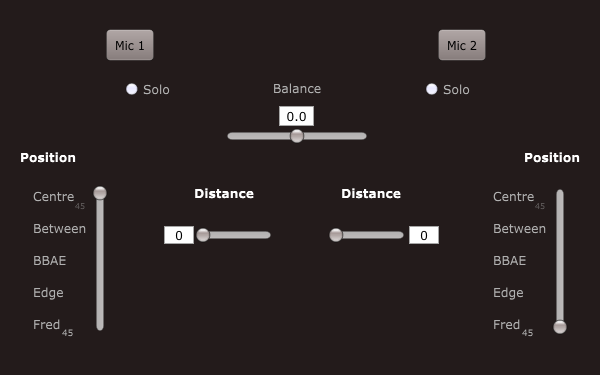 Mic 1
Mic 2
Solo
Balance
Solo
0.0
Position
Position
Distance
Distance
Centre 45
Between
BBAE
Edge
Fred 45
0
0
Centre 45
Between
BBAE
Edge
Fred 45